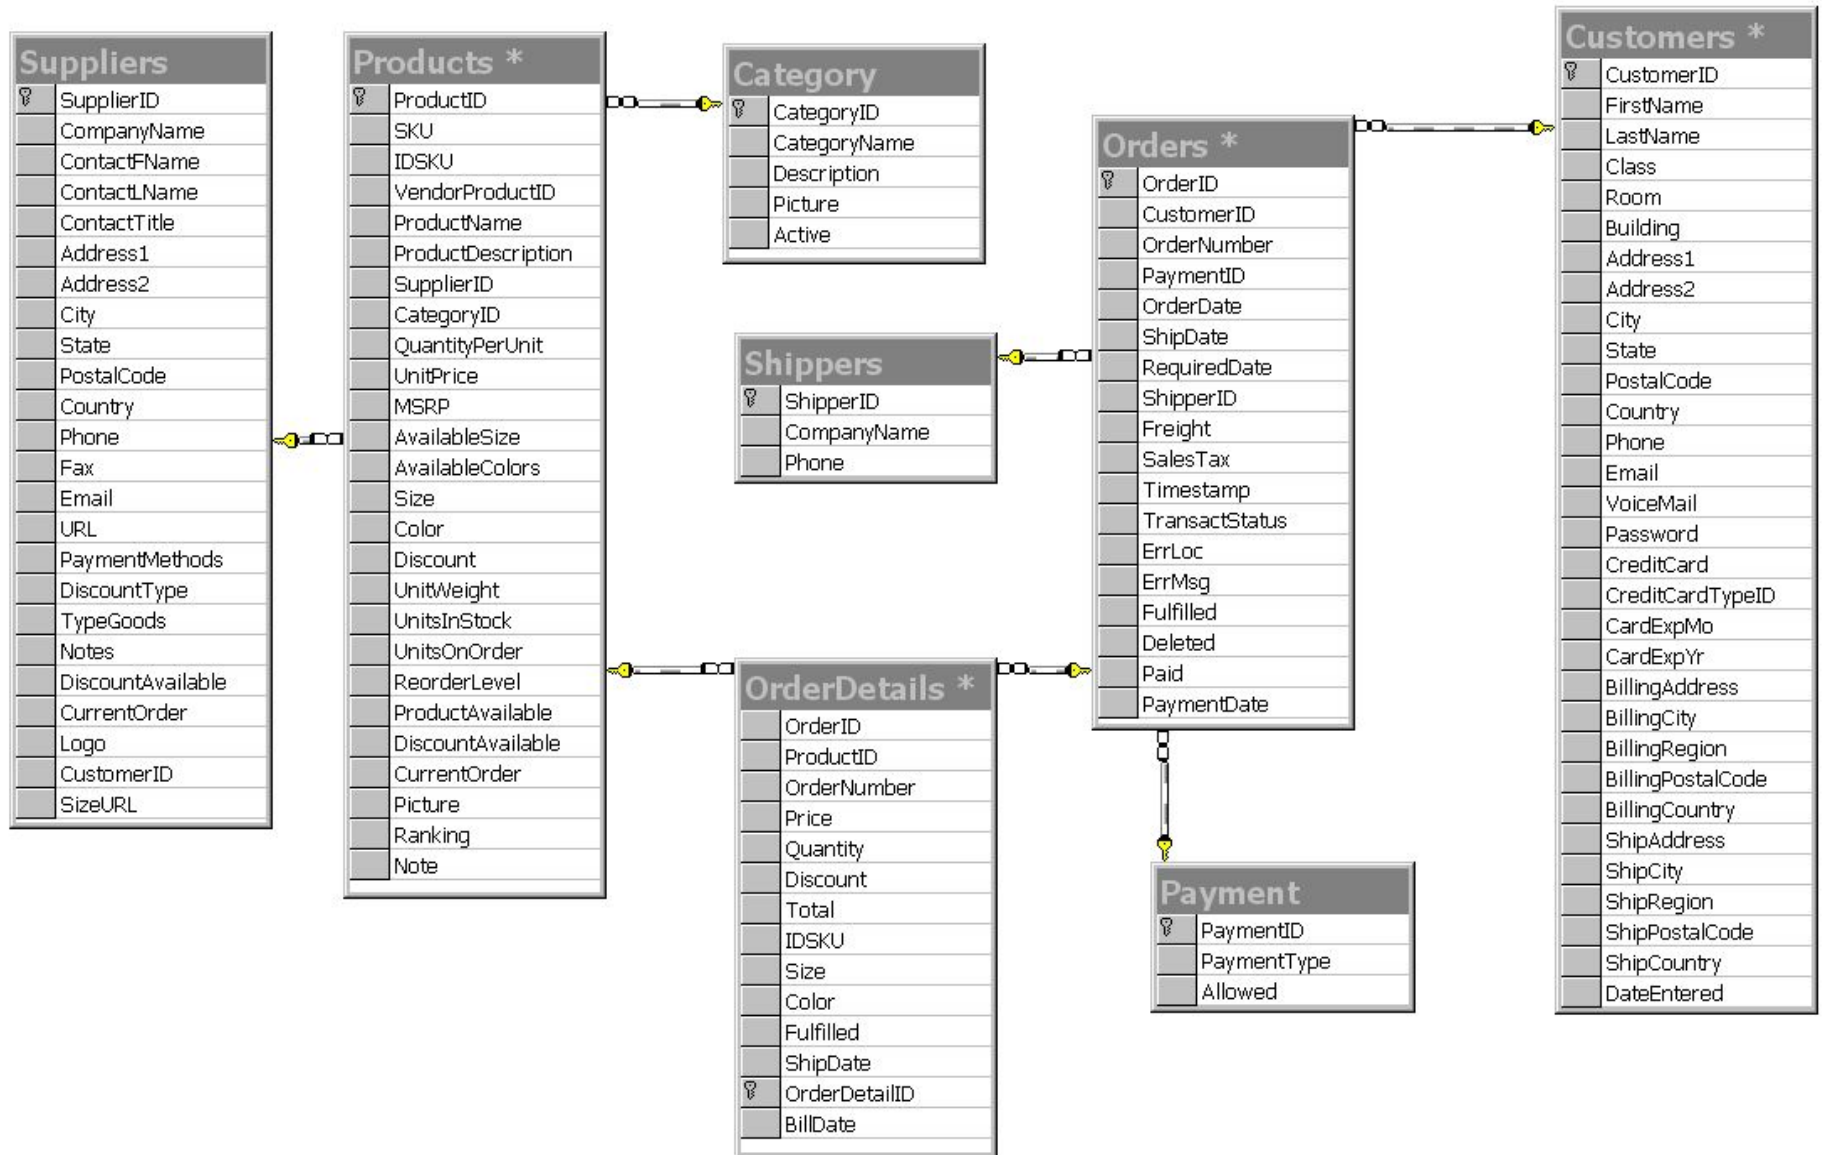 Suppliers
SupplierID
CompanyName
ContactFName
ContactLName
ContactTitle
Address1
Address2
City
State
PostalCode
Country
Phone
Fax
Email
URL
PaymentMethods
DiscountType
TypeGoods
Notes
DiscountAvailable
CurrentOrder
Logo
CustomerID
SizeURL
Products *
ProductID
SKU
IDSKU
VendorProductID
ProductName
ProductDescription
SupplierID
CategoryID
QuantityPerUnit
UnitPrice
MSRP
AvailableSize
AvailableColors
Size
Color
Discount
UnitWeight
UnitsInStock
UnitsOnOrder
ReorderLevel
ProductAvailable
DiscountAvailable
CurrentOrder
Picture
Ranking
Note
Category
CategoryID
CategoryName
Description
Picture
Active
Shippers
ShipperID
CompanyName
Phone
OrderDetails *
OrderID
ProductID
OrderNumber
Price
Quantity
Discount
Total
IDSKU
Size
Color
Fulfilled
ShipDate
OrderDetailID
BillDate
Orders *
OrderID
CustomerID
OrderNumber
PaymentID
OrderDate
ShipDate
RequiredDate
ShipperID
Freight
SalesTax
Timestamp
TransactStatus
ErrLoc
ErrMsg
Fulfilled
Deleted
Paid
PaymentDate
Payment
PaymentID
PaymentType
Allowed
Customers *
CustomerID
FirstName
LastName
Class
Room
Building
Address1
Address2
City
State
PostalCode
Country
Phone
Email
VoiceMail
Password
CreditCard
CreditCardTypeID
CardExpMo
CardExpYr
BillingAddress
BillingCity
BillingRegion
BillingPostalCode
BillingCountry
ShipAddress
ShipCity
ShipRegion
ShipPostalCode
ShipCountry
DateEntered